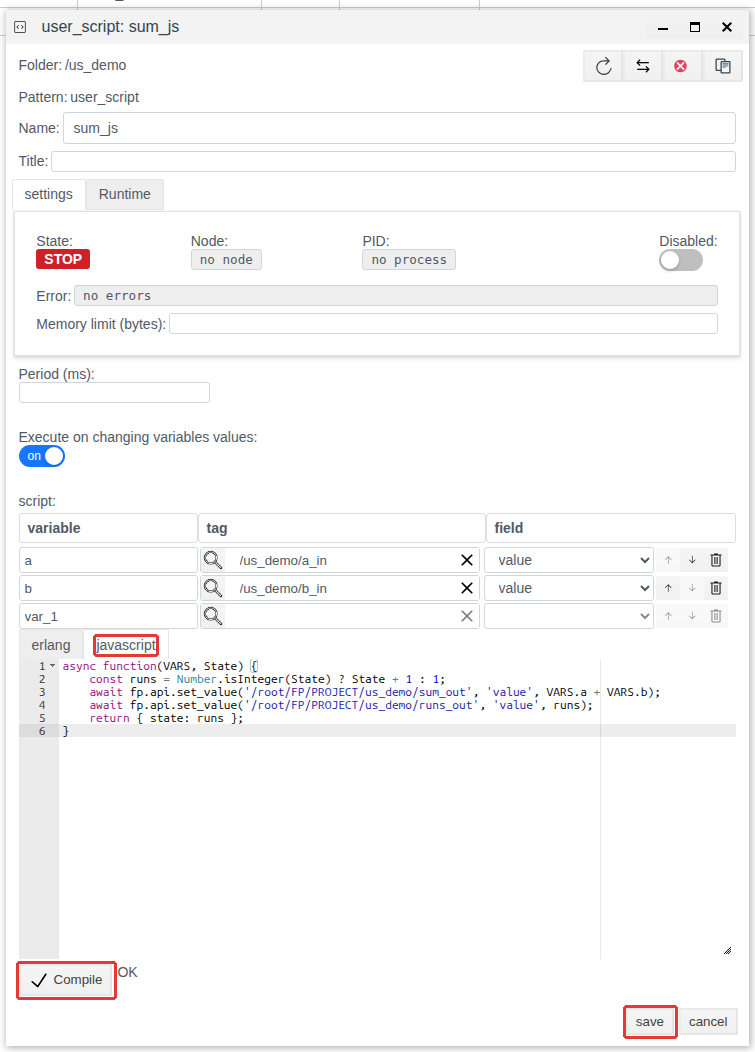 user_script: sum_js
Folder: /us_demo
Pattern: user_script
Name: sum_js
Title:
settings Runtime
State: Node: PID: Disabled:
STOP no node no process
Error: no errors
Memory limit (bytes):
Period (ms):
Execute on changing variables values:
on
script:
variable tag field
a /us_demo/a_in value
b /us_demo/b_in value
var_1
erlang javascript
1 async function(VARS, State) {
2     const runs = Number.isInteger(State) ? State + 1 : 1;
3     await fp.api.set_value('/root/FP/PROJECT/us_demo/sum_out', 'value', VARS.a + VARS.b);
4     await fp.api.set_value('/root/FP/PROJECT/us_demo/runs_out', 'value', runs);
5     return { state: runs };
6 }
Compile OK
save cancel